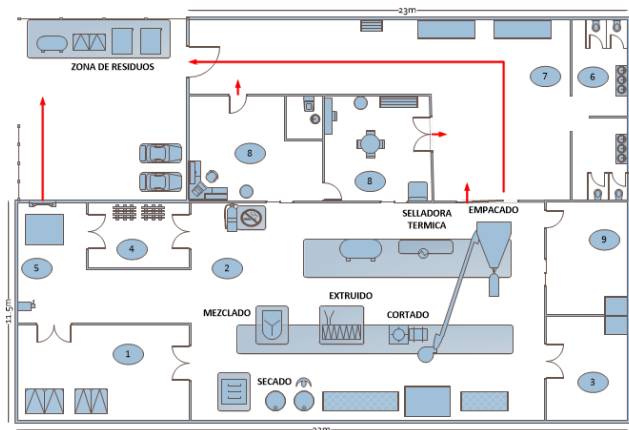 23m
ZONA DE RESIDUOS
7
6
8
8
SELLADORA
TERMICA
EMPACADO
4
5
2
9
11.5m
MEZCLADO
EXTRUIDO
CORTADO
1
SECADO
3